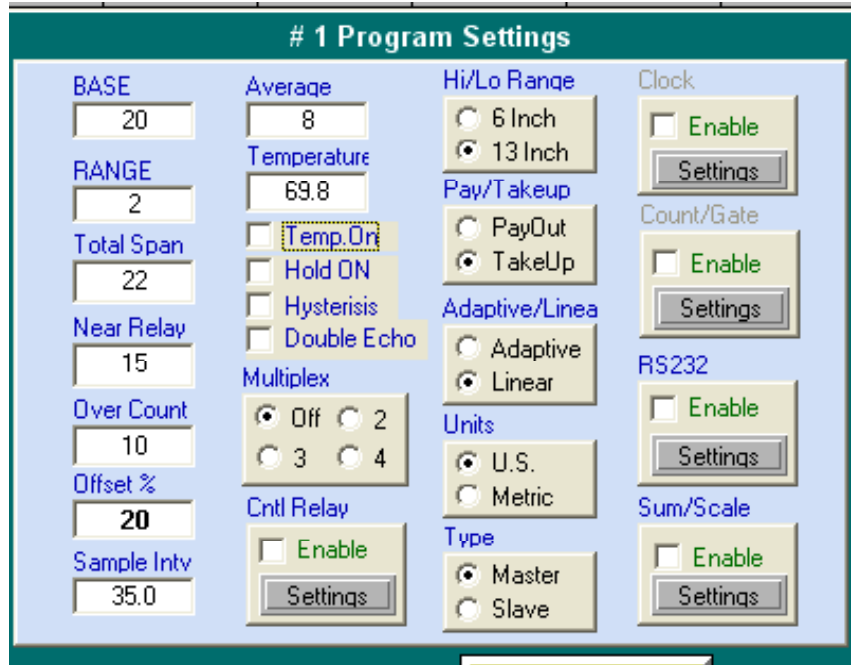 # 1 Program Settings
BASE
20
RANGE
2
Total Span
22
Near Relay
15
Over Count
10
Offset %
20
Sample Intv
35.0
Average
8
Temperature
69.8
Temp.On
Hold ON
Hysterisis
Double Echo
Multiplex
Off 2
3 4
Cntl Relay
Enable
Settings
Hi/Lo Range
6 Inch
13 Inch
Pay/Takeup
PayOut
TakeUp
Adaptive/Linea
Adaptive
Linear
Units
U.S.
Metric
Type
Master
Slave
Clock
Enable
Settings
Count/Gate
Enable
Settings
RS232
Enable
Settings
Sum/Scale
Enable
Settings